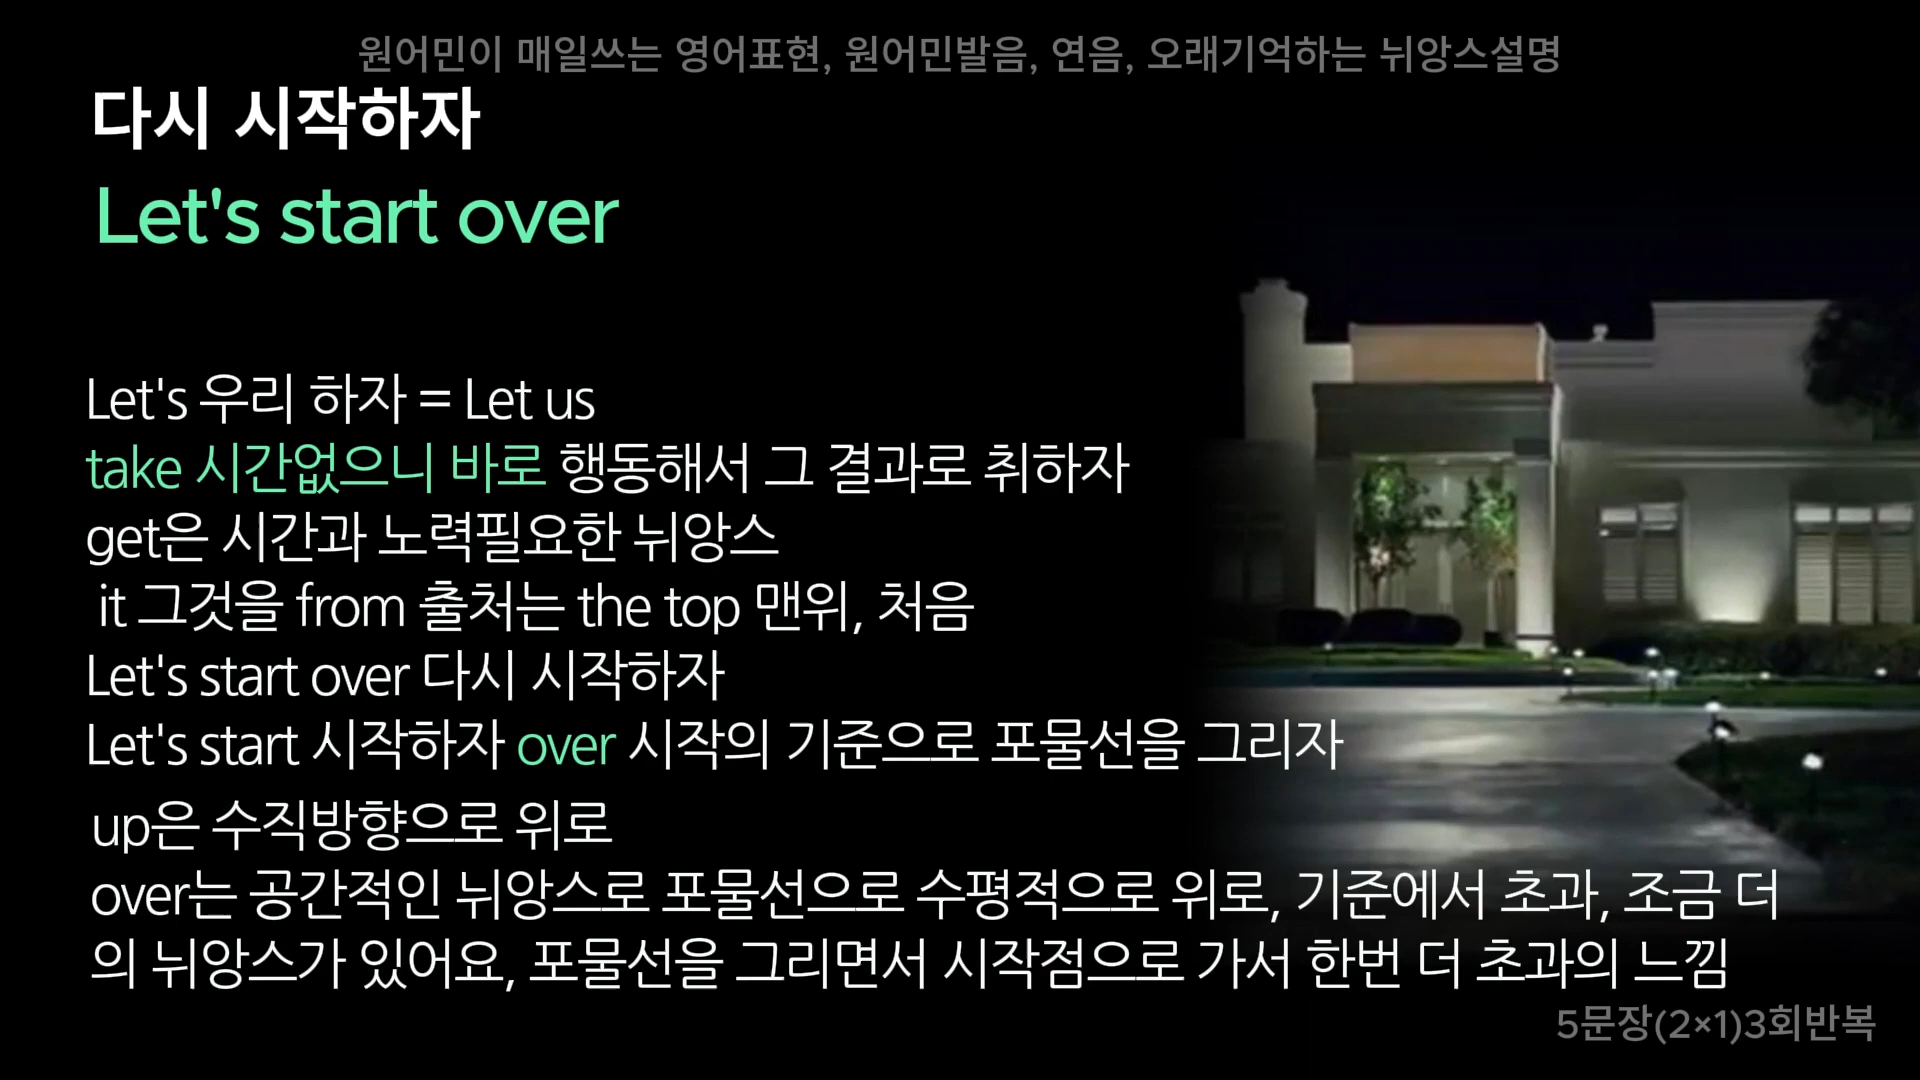 원어민이 매일쓰는 영어표현, 원어민발음, 연음, 오래기억하는 뉘앙스설명
다시 시작하자
Let's start over
Let's 우리 하자 = Let us
take 시간없으니 바로 행동해서 그 결과로 취하자
get은 시간과 노력필요한 뉘앙스
it 그것을 from 출처는 the top 맨위, 처음
Let's start over 다시 시작하자
Let's start 시작하자 over 시작의 기준으로 포물선을 그리자
up은 수직방향으로 위로
over는 공간적인 뉘앙스로 포물선으로 수평적으로 위로, 기준에서 초과, 조금 더
의 뉘앙스가 있어요, 포물선을 그리면서 시작점으로 가서 한번 더 초과의 느낌
5문장(2×1)3회반복